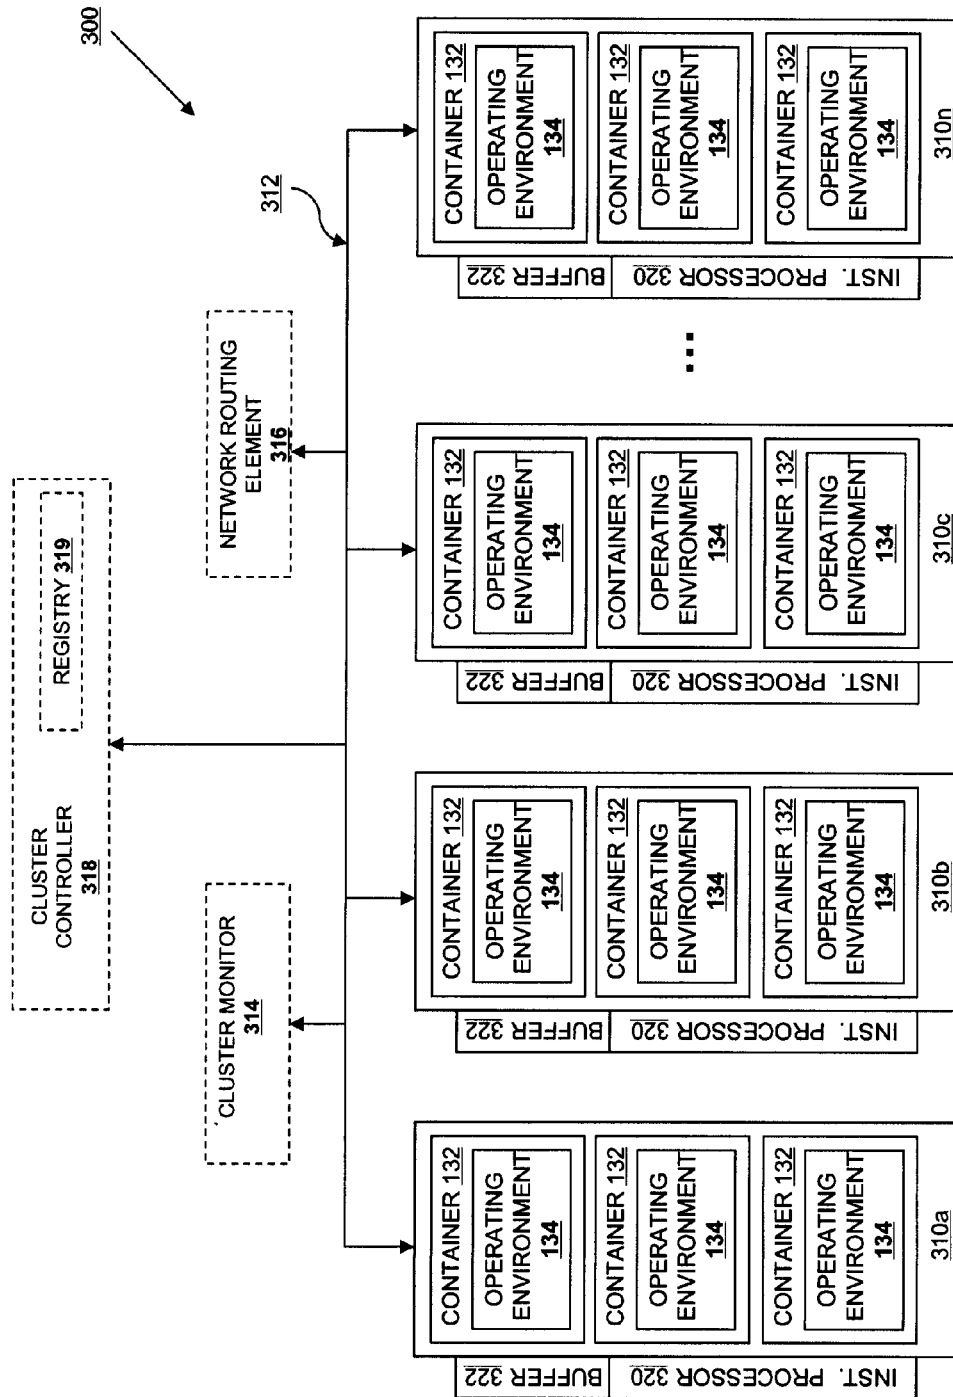 300
CLUSTER
CONTROLLER
318
REGISTRY 319
CLUSTER MONITOR
314
NETWORK ROUTING
ELEMENT
316
312
CONTAINER 132
OPERATING
ENVIRONMENT
134
CONTAINER 132
OPERATING
ENVIRONMENT
134
CONTAINER 132
OPERATING
ENVIRONMENT
134
BUFFER 322
INST. PROCESSOR 320
310a
CONTAINER 132
OPERATING
ENVIRONMENT
134
CONTAINER 132
OPERATING
ENVIRONMENT
134
CONTAINER 132
OPERATING
ENVIRONMENT
134
BUFFER 322
INST. PROCESSOR 320
310b
CONTAINER 132
OPERATING
ENVIRONMENT
134
CONTAINER 132
OPERATING
ENVIRONMENT
134
CONTAINER 132
OPERATING
ENVIRONMENT
134
BUFFER 322
INST. PROCESSOR 320
310c
...
CONTAINER 132
OPERATING
ENVIRONMENT
134
CONTAINER 132
OPERATING
ENVIRONMENT
134
CONTAINER 132
OPERATING
ENVIRONMENT
134
BUFFER 322
INST. PROCESSOR 320
310n